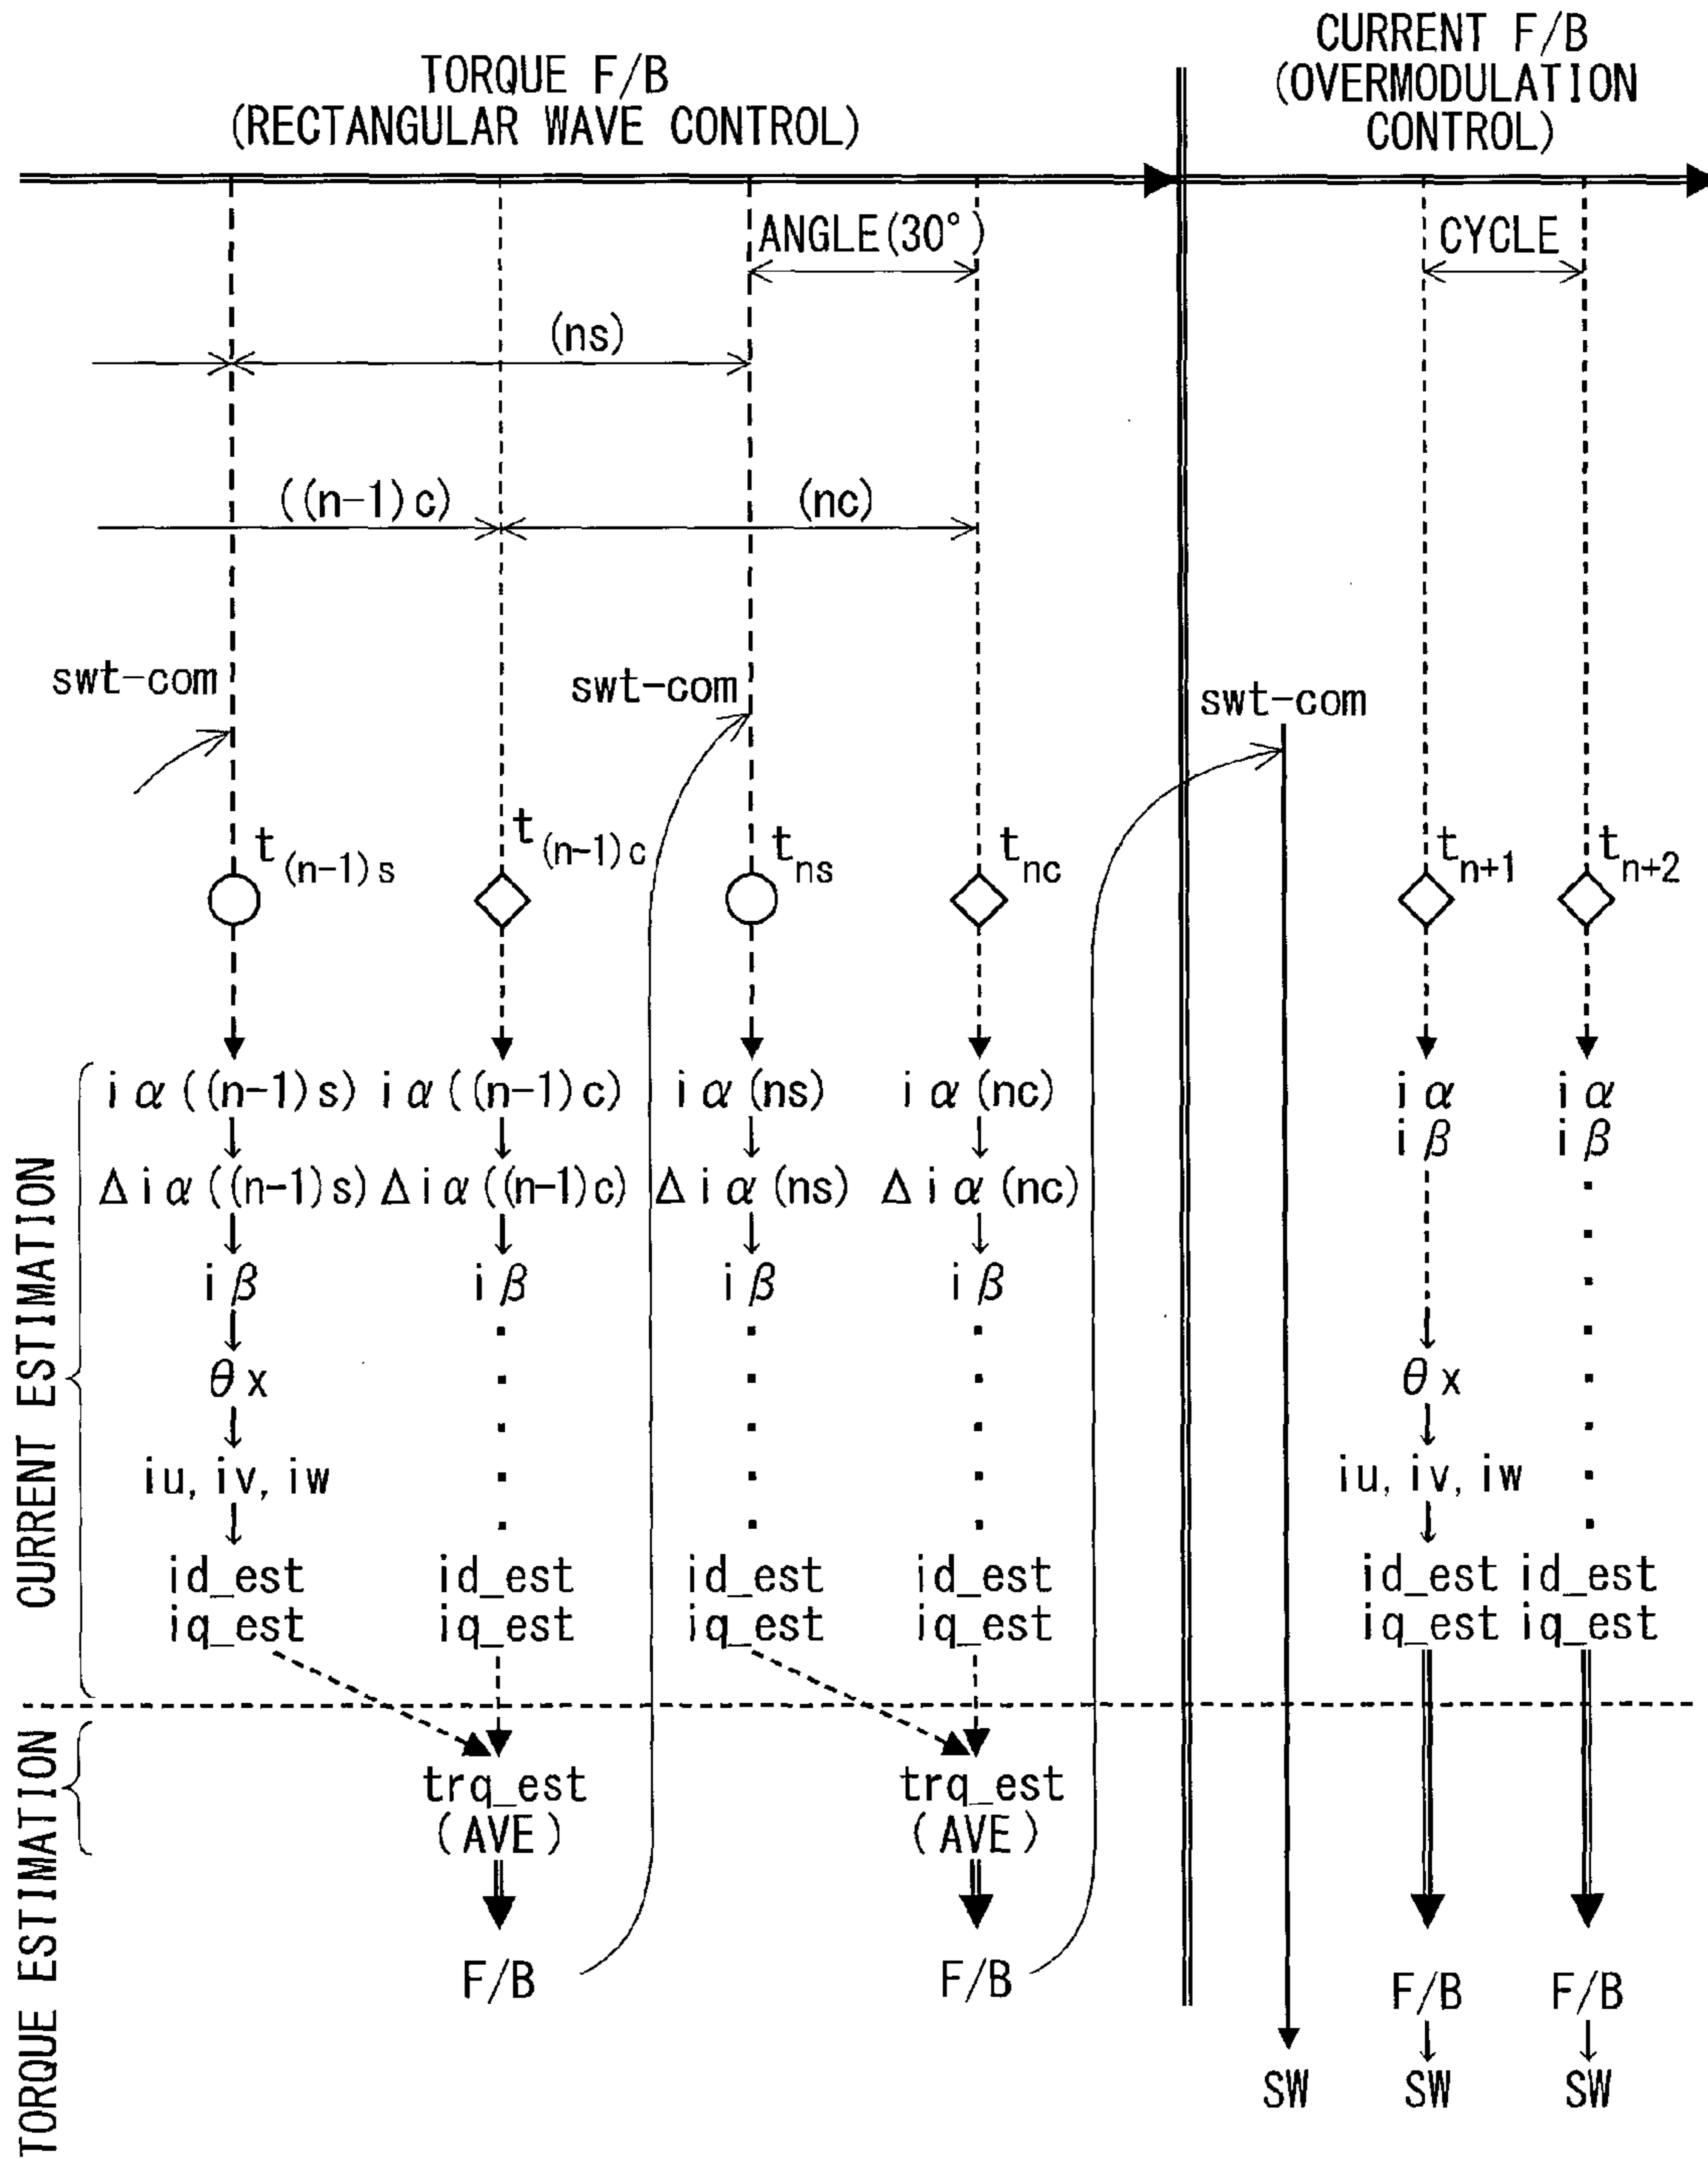 TORQUE F/B
(RECTANGULAR WAVE CONTROL)
CURRENT F/B
(OVERMODULATION
CONTROL)
ANGLE(30°)
CYCLE
(ns)
((n-1)c)
(nc)
swt-com
swt-com
swt-com
t(n-1)s
t(n-1)c
tns
tnc
tn+1
tn+2
CURRENT ESTIMATION
iα((n-1)s) iα((n-1)c) iα(ns) iα(nc) iα iα
iβ iβ
Δiα((n-1)s) Δiα((n-1)c) Δiα(ns) Δiα(nc)
iβ iβ iβ iβ
θx θx
iu, iv, iw iu, iv, iw
id_est id_est id_est id_est id_est id_est
iq_est iq_est iq_est iq_est iq_est iq_est
TORQUE ESTIMATION
trq_est trq_est
(AVE) (AVE)
F/B F/B F/B F/B
SW SW SW